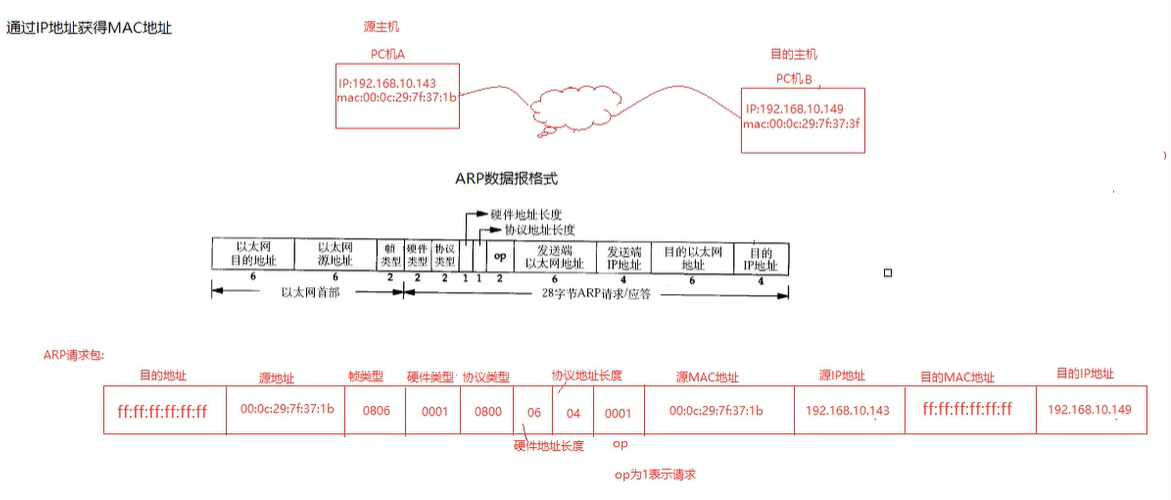 通过IP地址获得MAC地址
源主机
PC机A
IP:192.168.10.143
mac:00:0c:29:7f:37:1b
目的主机
PC机B
IP:192.168.10.149
mac:00:0c:29:7f:37:3f
ARP数据报格式
硬件地址长度
协议地址长度
以太网
目的地址
以太网
源地址
帧
类型
硬件
类型
协议
类型
op
发送端
以太网地址
发送端
IP地址
目的以太网
地址
目的
IP地址
6 6 2 2 2 1 1 2 6 4 6 4
以太网首部
28字节ARP请求/应答
ARP请求包:
目的地址 源地址 帧类型 硬件类型 协议类型 协议地址长度 源MAC地址 源IP地址 目的MAC地址 目的IP地址
ff:ff:ff:ff:ff:ff 00:0c:29:7f:37:1b 0806 0001 0800 06 04 0001 00:0c:29:7f:37:1b 192.168.10.143 ff:ff:ff:ff:ff:ff 192.168.10.149
硬件地址长度 op
op为1表示请求